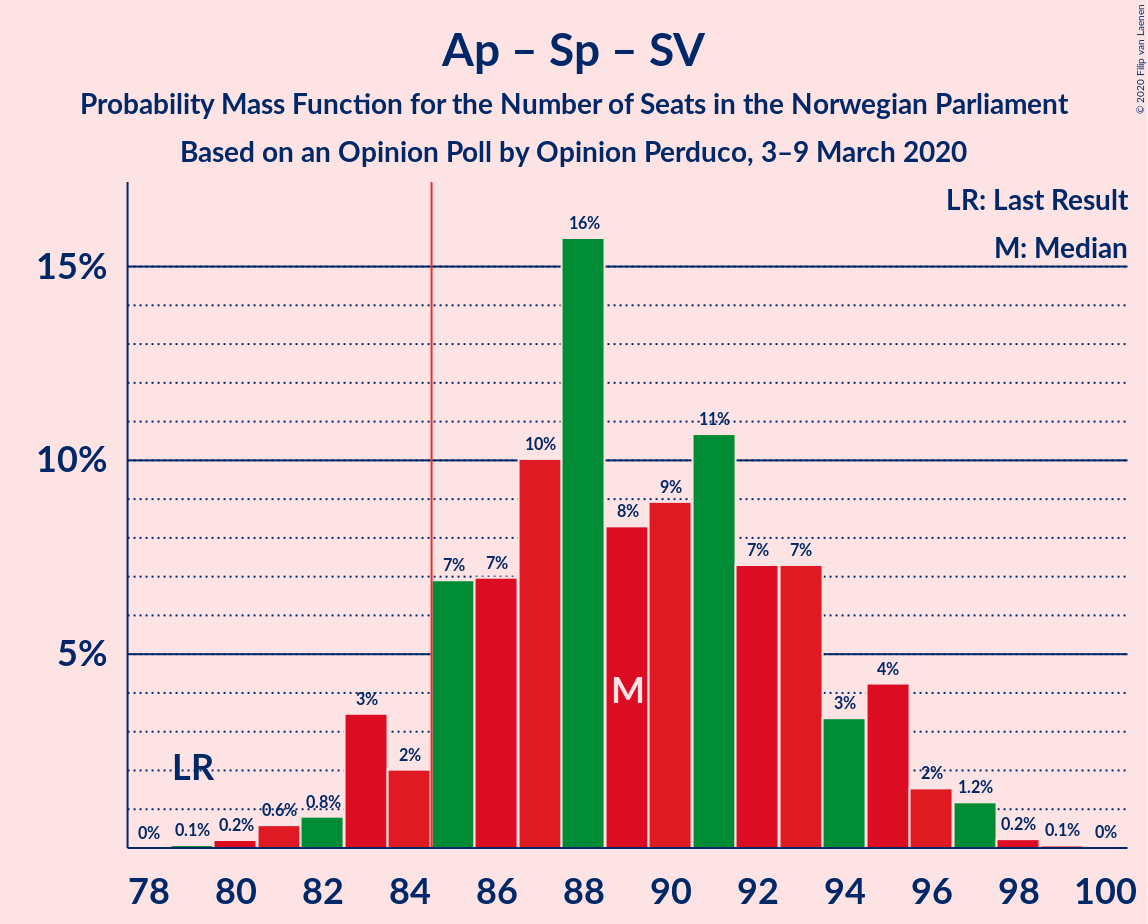 Ap – Sp – SV
Probability Mass Function for the Number of Seats in the Norwegian Parliament
Based on an Opinion Poll by Opinion Perduco, 3–9 March 2020
© 2020 Filip van Laenen
LR: Last Result
M: Median
15%
10%
5%
0%
0.1%
0.2%
0.6%
0.8%
3%
2%
7%
7%
10%
16%
8%
9%
11%
7%
7%
3%
4%
2%
1.2%
0.2%
0.1%
0%
LR
M
78 80 82 84 86 88 90 92 94 96 98 100